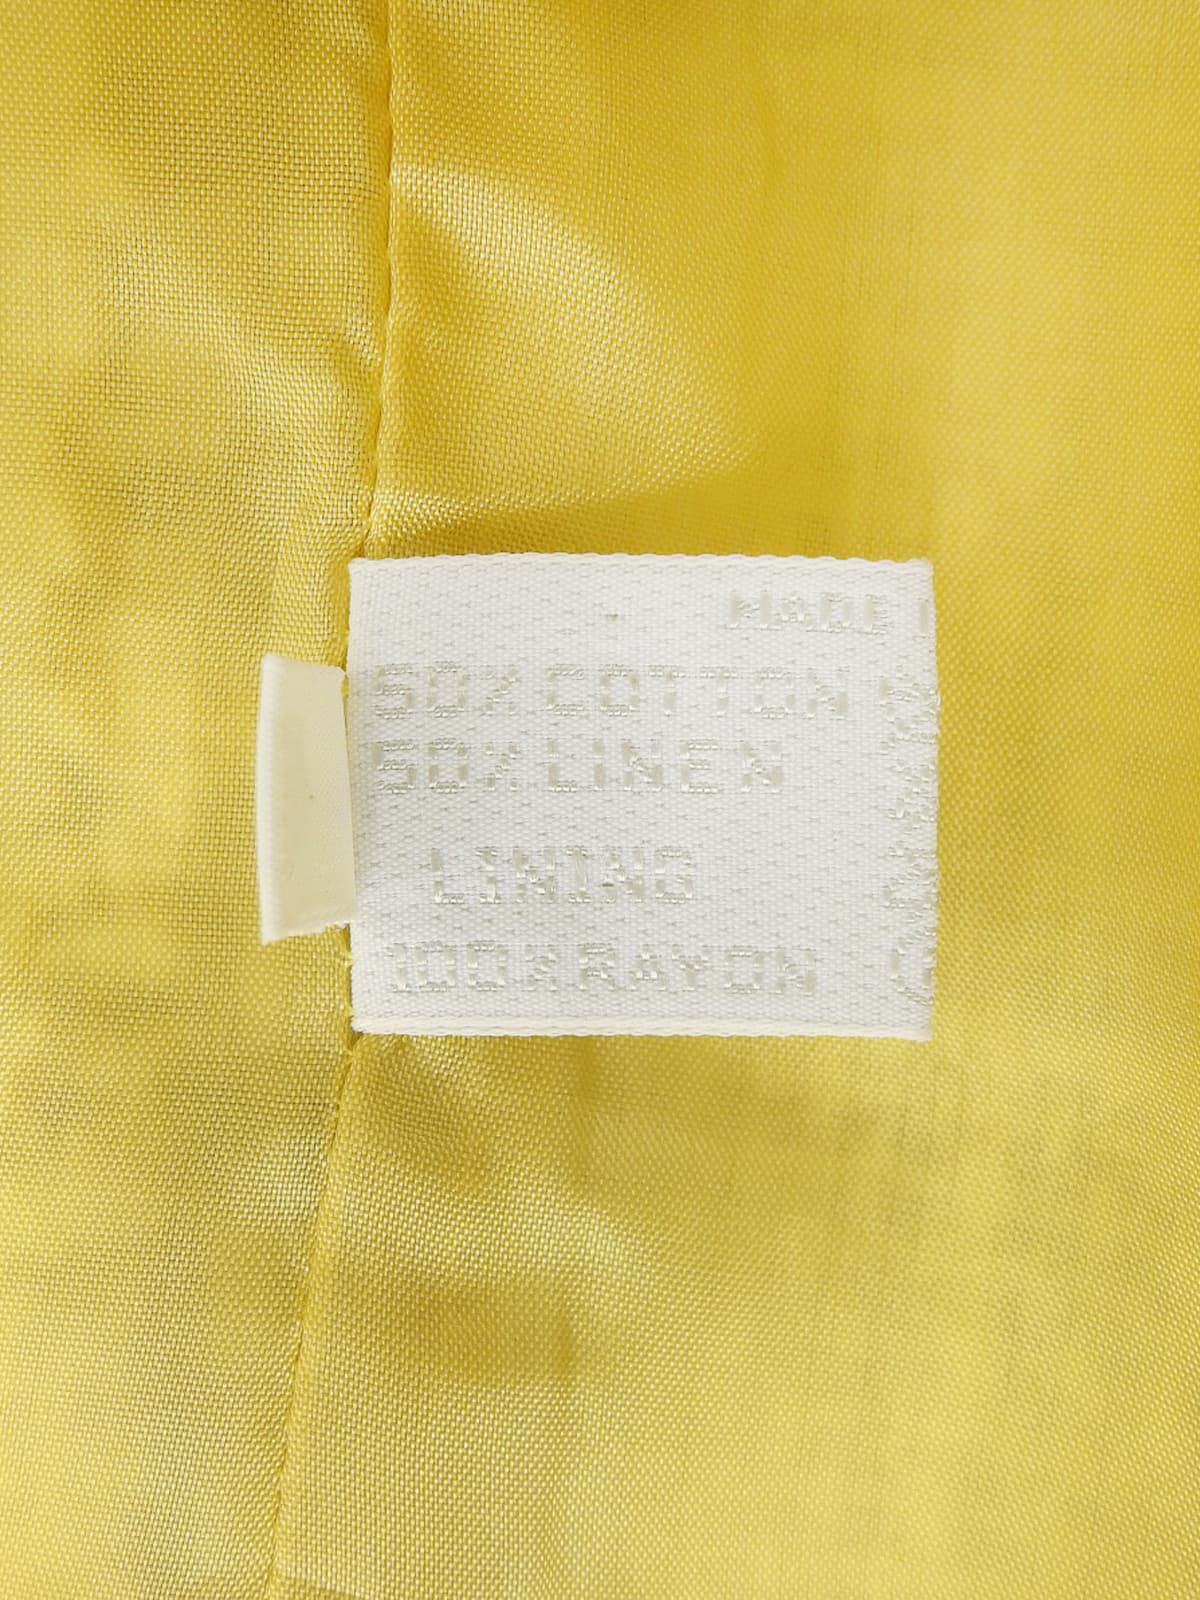 MADE
50% COTTON
50% LINEN
LINING
100% RAYON